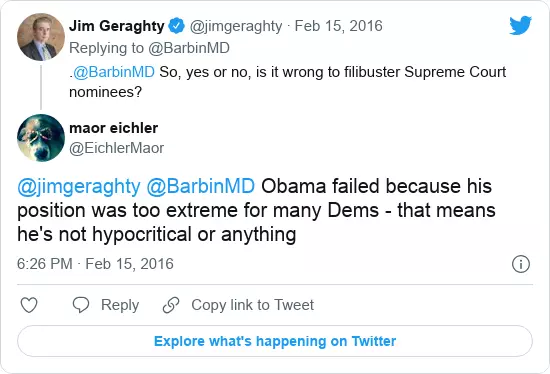 Jim Geraghty @jimgeraghty · Feb 15, 2016
Replying to @BarbinMD
.@BarbinMD So, yes or no, is it wrong to filibuster Supreme Court
nominees?
maor eichler
@EichlerMaor
@jimgeraghty @BarbinMD Obama failed because his
position was too extreme for many Dems - that means
he's not hypocritical or anything
6:26 PM · Feb 15, 2016
Reply Copy link to Tweet
Explore what's happening on Twitter